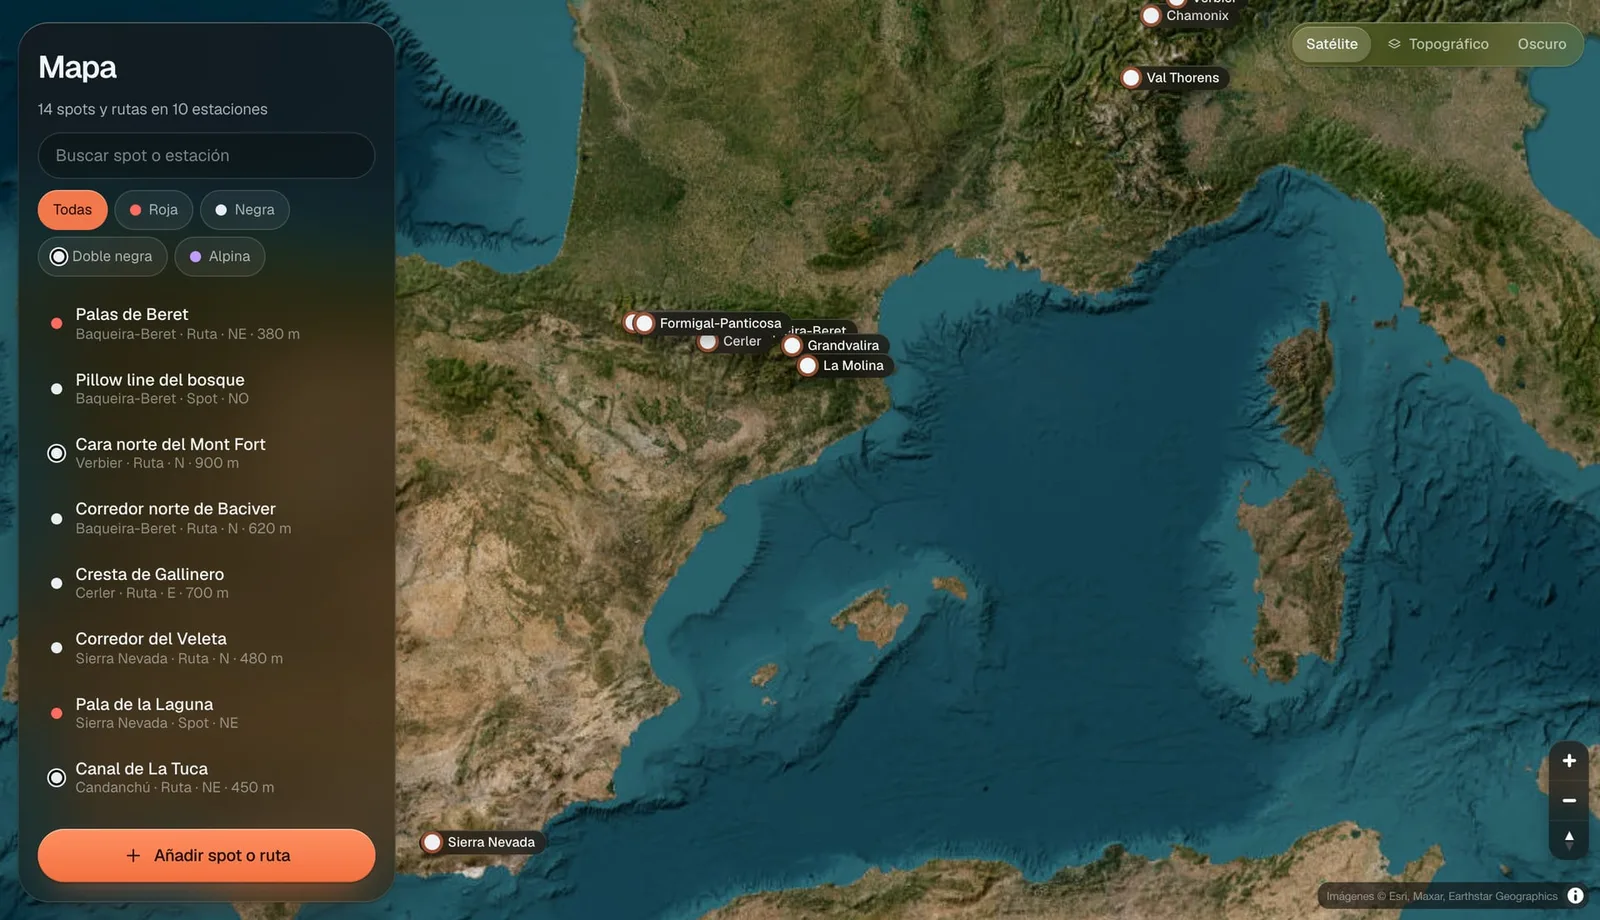 Mapa
14 spots y rutas en 10 estaciones
Buscar spot o estación
Todas
Roja
Negra
Doble negra
Alpina
Palas de Beret
Baqueira-Beret · Ruta · NE · 380 m
Pillow line del bosque
Baqueira-Beret · Spot · NO
Cara norte del Mont Fort
Verbier · Ruta · N · 900 m
Corredor norte de Baciver
Baqueira-Beret · Ruta · N · 620 m
Cresta de Gallinero
Cerler · Ruta · E · 700 m
Corredor del Veleta
Sierra Nevada · Ruta · N · 480 m
Pala de la Laguna
Sierra Nevada · Spot · NE
Canal de La Tuca
Candanchú · Ruta · NE · 450 m
+ Añadir spot o ruta
Verbier
Chamonix
Val Thorens
Satélite
Topográfico
Oscuro
Formigal-Panticosa
ira-Beret
Cerler
Grandvalira
La Molina
Sierra Nevada
Imágenes © Esri, Maxar, Earthstar Geographics